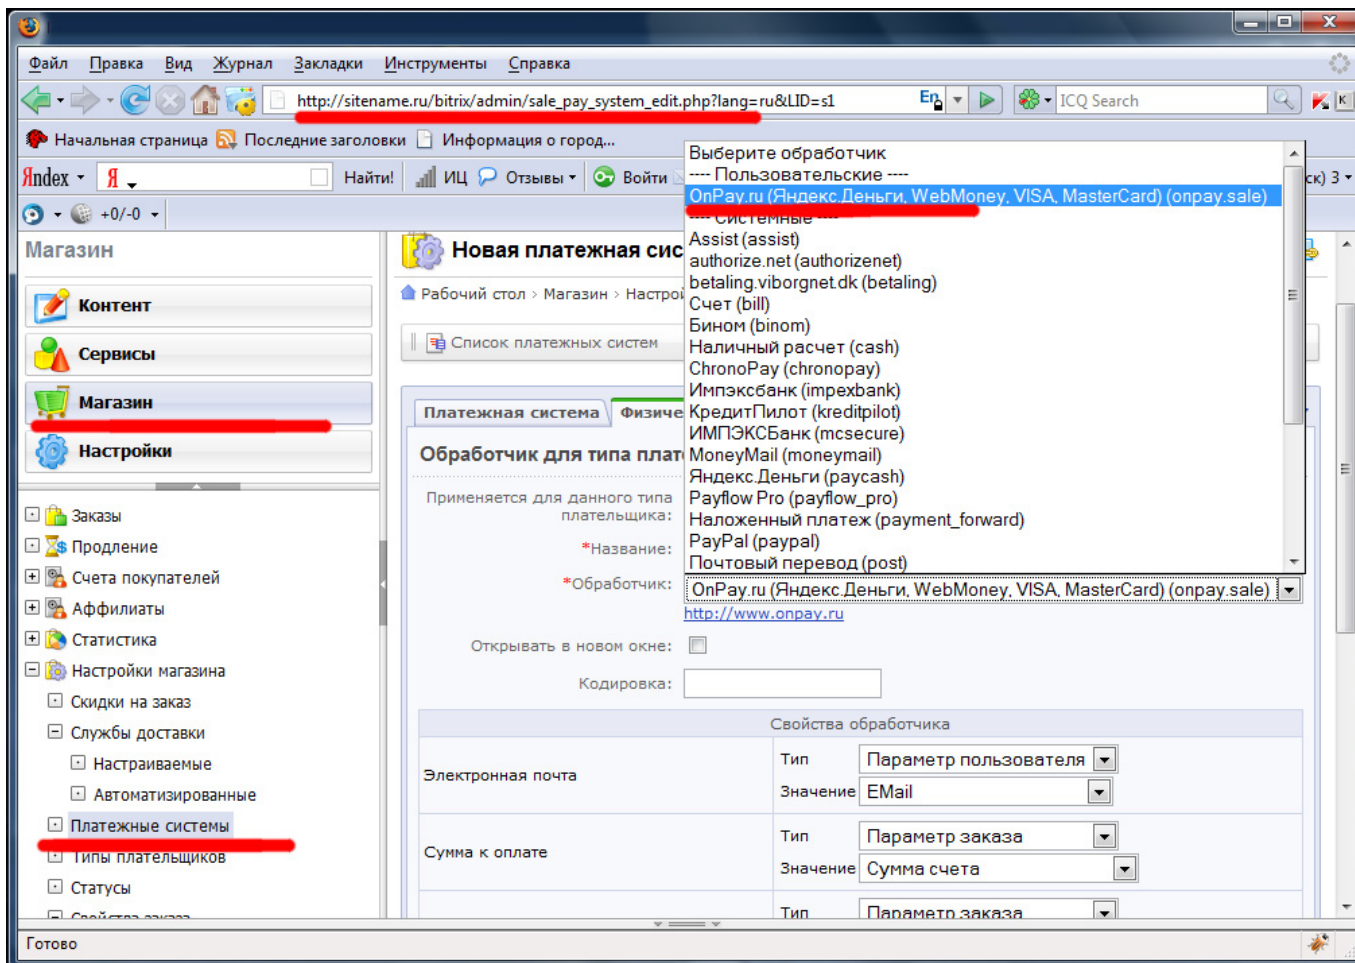 Файл Правка Вид Журнал Закладки Инструменты Справка
http://sitename.ru/bitrix/admin/sale_pay_system_edit.php?lang=ru&LID=s1 En ICQ Search
Начальная страница Последние заголовки Информация о город...
Яndex Я Найти! ИЦ Отзывы Войти ск) 3
+0/-0
Выберите обработчик
---- Пользовательские ----
OnPay.ru (Яндекс.Деньги, WebMoney, VISA, MasterCard) (onpay.sale)
---- Системные ----
Assist (assist)
authorize.net (authorizenet)
betaling.viborgnet.dk (betaling)
Счет (bill)
Бином (binom)
Наличный расчет (cash)
ChronoPay (chronopay)
Импэксбанк (impexbank)
КредитПилот (kreditpilot)
ИМПЭКСБанк (mcsecure)
MoneyMail (moneymail)
Яндекс.Деньги (paycash)
Payflow Pro (payflow_pro)
Наложенный платеж (payment_forward)
PayPal (paypal)
Почтовый перевод (post)
Магазин
Контент
Сервисы
Магазин
Настройки
Заказы
Продление
Счета покупателей
Аффилиаты
Статистика
Настройки магазина
Скидки на заказ
Службы доставки
Настраиваемые
Автоматизированные
Платежные системы
Типы плательщиков
Статусы
Свойства заказа
Новая платежная сис
Рабочий стол > Магазин > Настрой
Список платежных систем
Платежная система Физиче
Обработчик для типа плат
Применяется для данного типа
плательщика:
*Название:
*Обработчик: OnPay.ru (Яндекс.Деньги, WebMoney, VISA, MasterCard) (onpay.sale)
http://www.onpay.ru
Открывать в новом окне:
Кодировка:
Свойства обработчика
Электронная почта
Тип Параметр пользователя
Значение EMail
Сумма к оплате
Тип Параметр заказа
Значение Сумма счета
Тип Параметр заказа
Готово